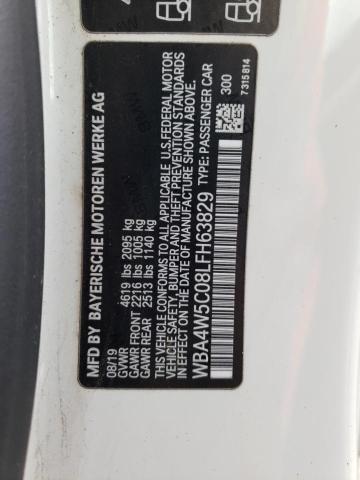 MFD BY BAYERISCHE MOTOREN WERKE AG
08/19
GVWR 4619 lbs 2095 kg
GAWR FRONT 2216 lbs 1005 kg
GAWR REAR 2513 lbs 1140 kg
THIS VEHICLE CONFORMS TO ALL APPLICABLE U.S. FEDERAL MOTOR
VEHICLE SAFETY, BUMPER AND THEFT PREVENTION STANDARDS
IN EFFECT ON THE DATE OF MANUFACTURE SHOWN ABOVE.
WBA4W5C08LFH63829 TYPE: PASSENGER CAR
300
7315814